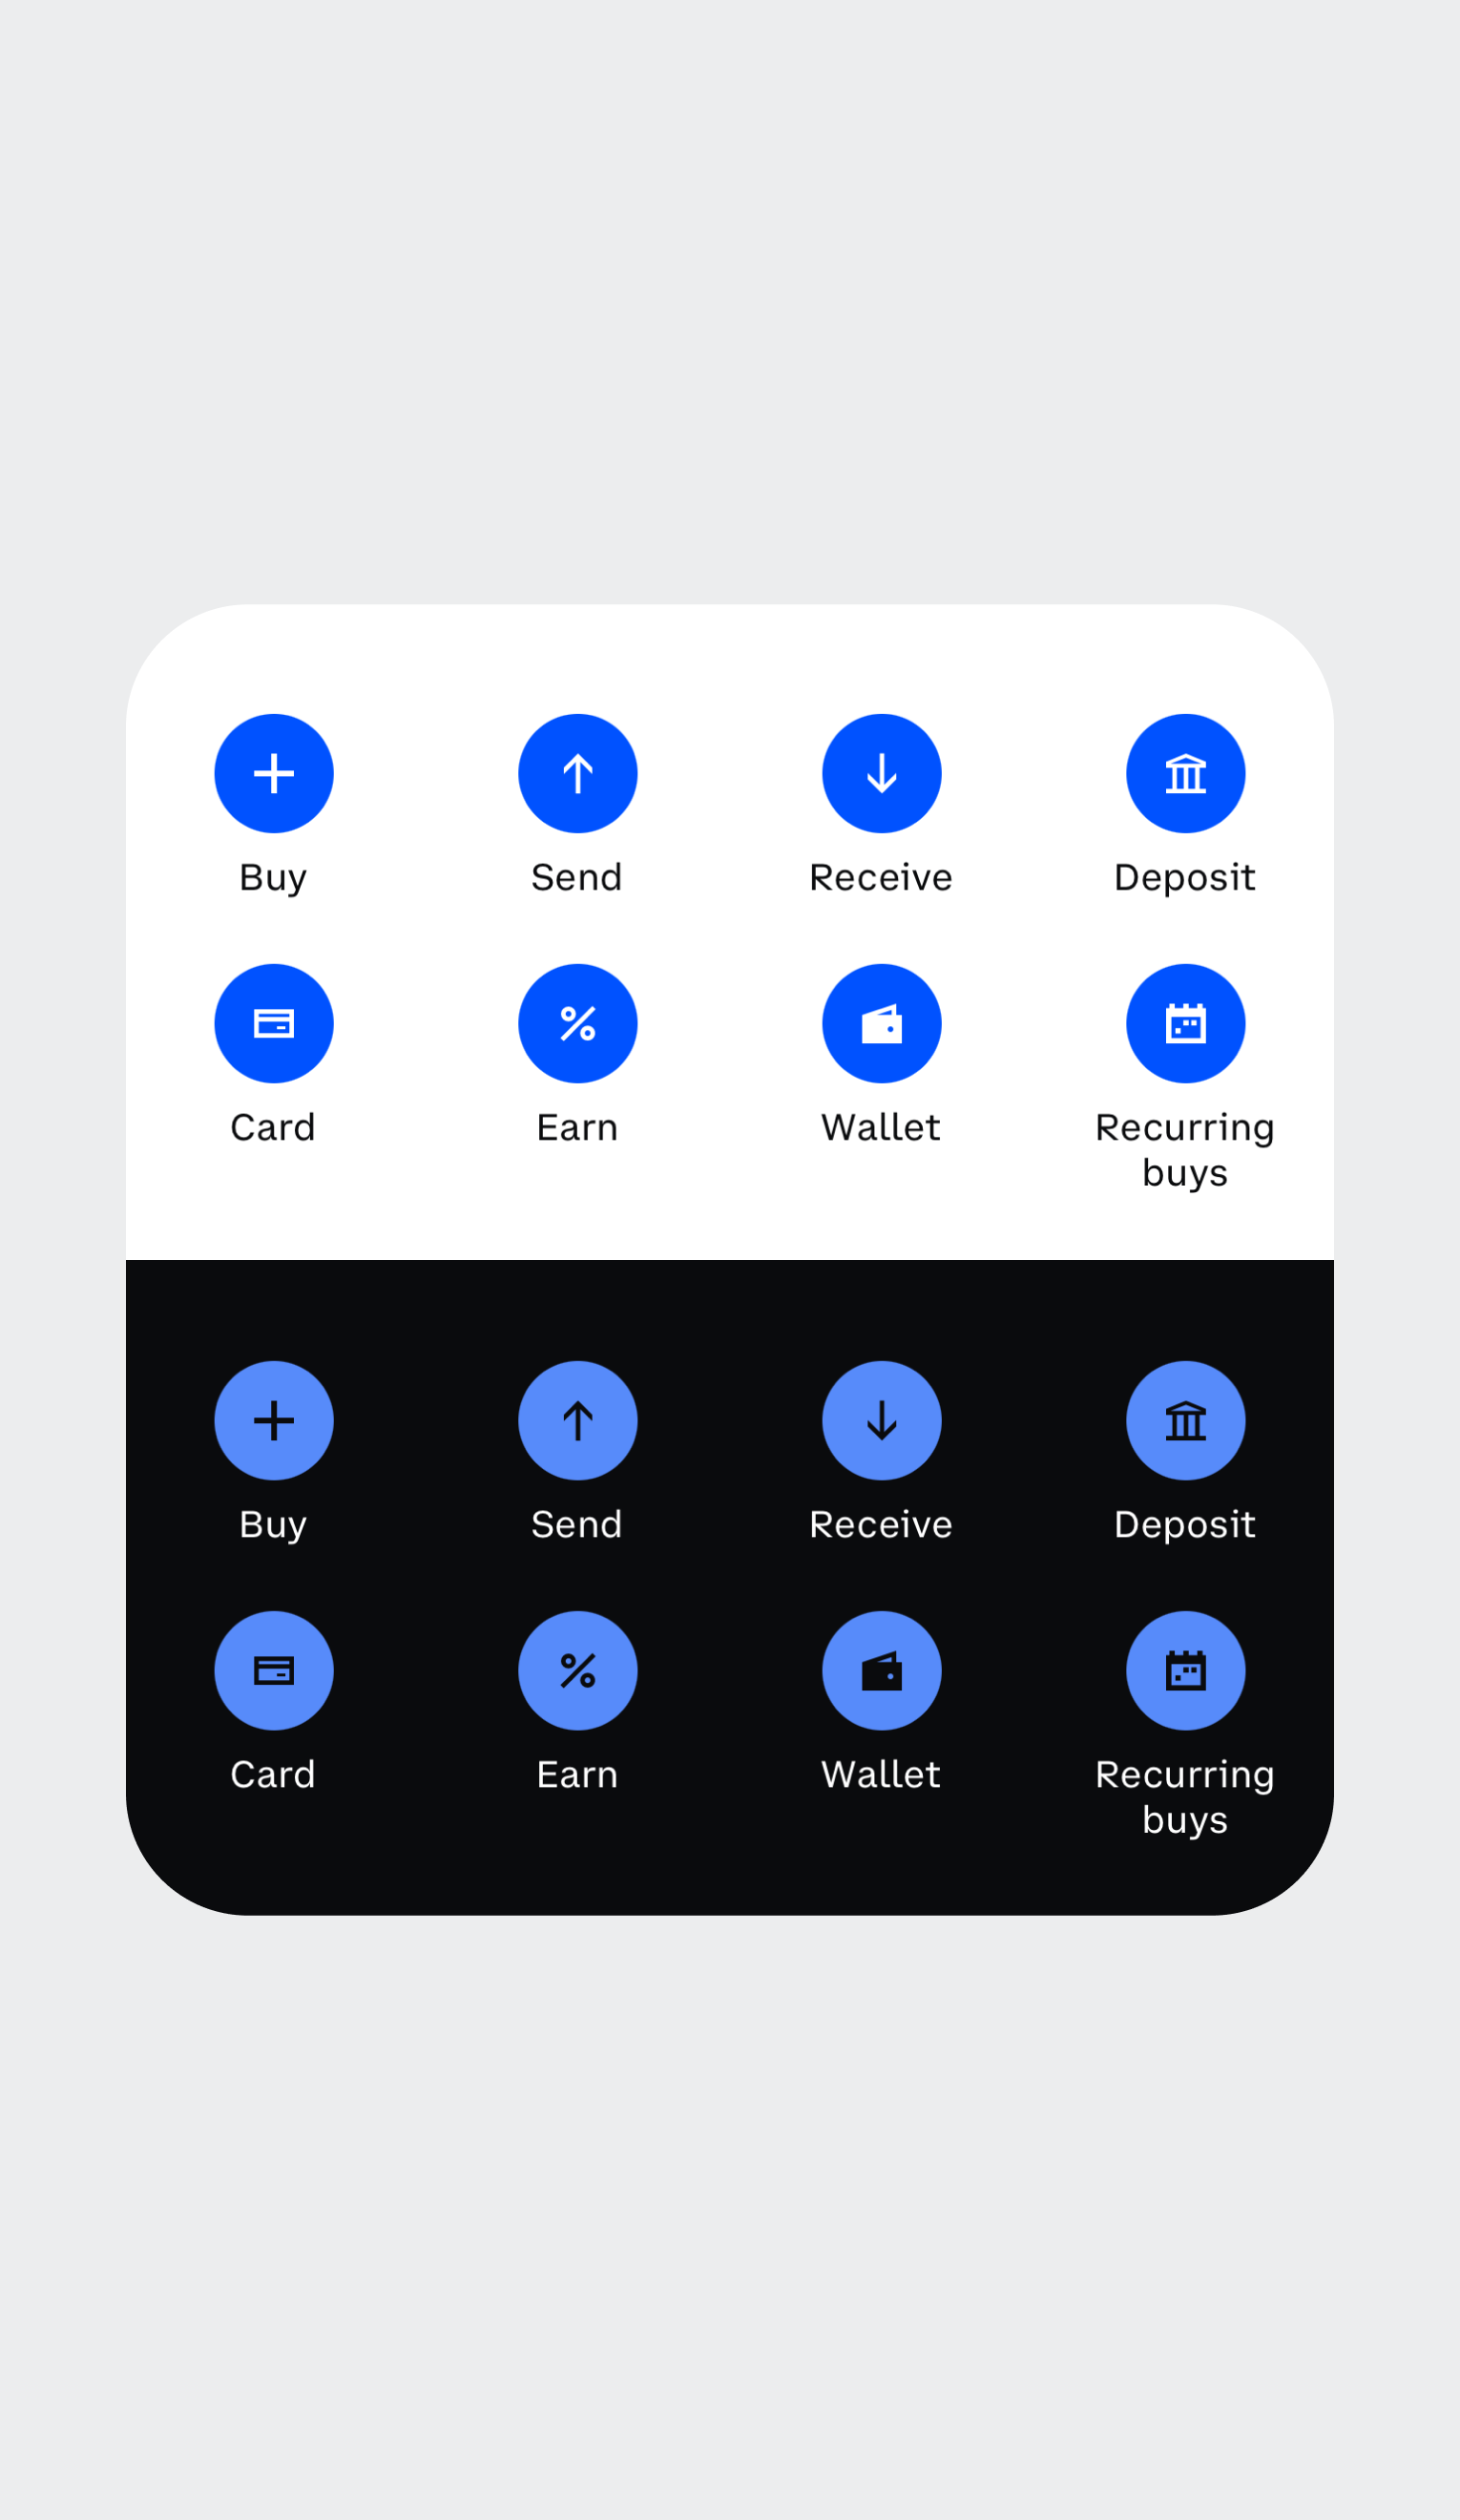 Buy
Send
Receive
Deposit
Card
Earn
Wallet
Recurring
buys
Buy
Send
Receive
Deposit
Card
Earn
Wallet
Recurring
buys